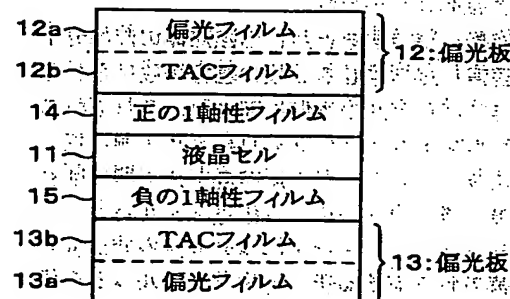 12a 偏光フィルム
12b TACフィルム
12:偏光板
14 正の1軸性フィルム
11 液晶セル
15 負の1軸性フィルム
13b TACフィルム
13a 偏光フィルム
13:偏光板